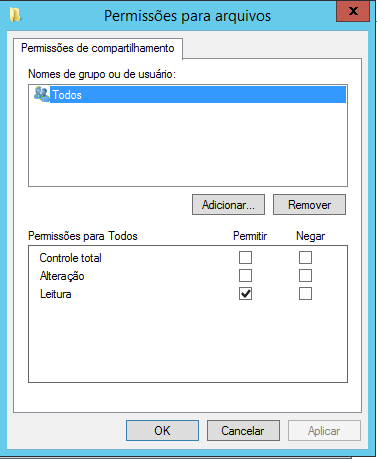 Permissões para arquivos
x
Permissões de compartilhamento
Nomes de grupo ou de usuário:
Todos
Adicionar...
Remover
Permissões para Todos Permitir Negar
Controle total
Alteração
Leitura
OK
Cancelar
Aplicar